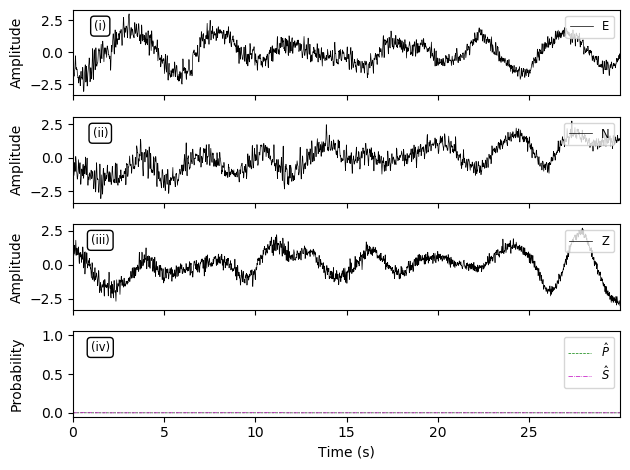 (i)
E
2.5
0.0
−2.5
Amplitude
(ii)
N
2.5
0.0
−2.5
Amplitude
(iii)
Z
2.5
0.0
−2.5
Amplitude
(iv)
P̂
Ŝ
1.0
0.5
0.0
Probability
0 5 10 15 20 25
Time (s)